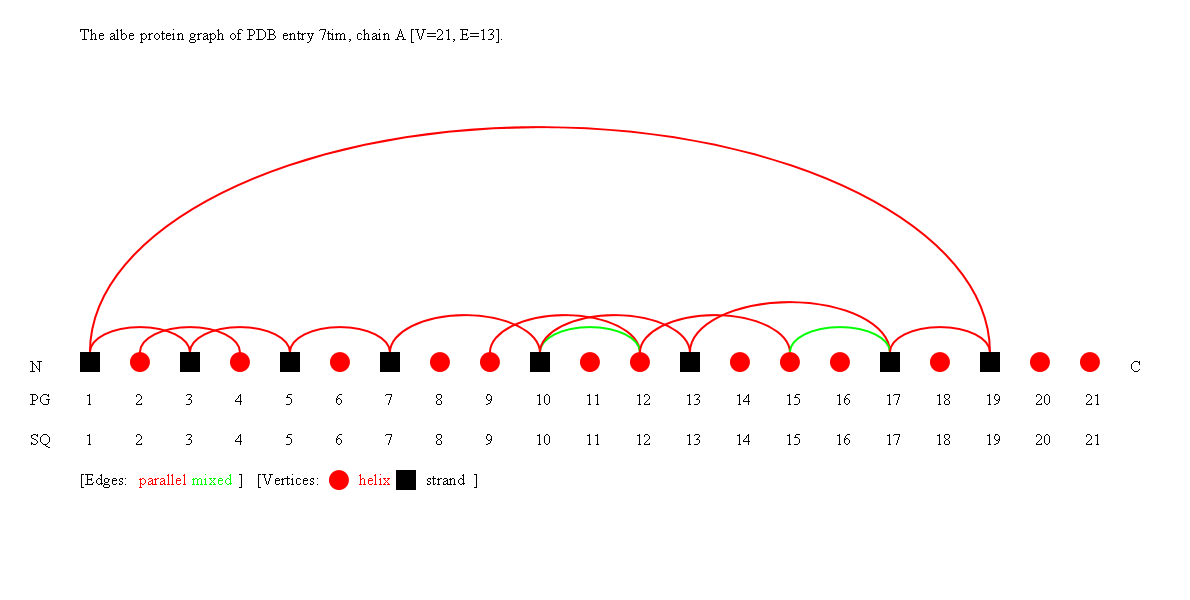 The albe protein graph of PDB entry 7tim, chain A [V=21, E=13].
N C
PG 1 2 3 4 5 6 7 8 9 10 11 12 13 14 15 16 17 18 19 20 21
SQ 1 2 3 4 5 6 7 8 9 10 11 12 13 14 15 16 17 18 19 20 21
[Edges: parallel mixed ] [Vertices: helix strand ]